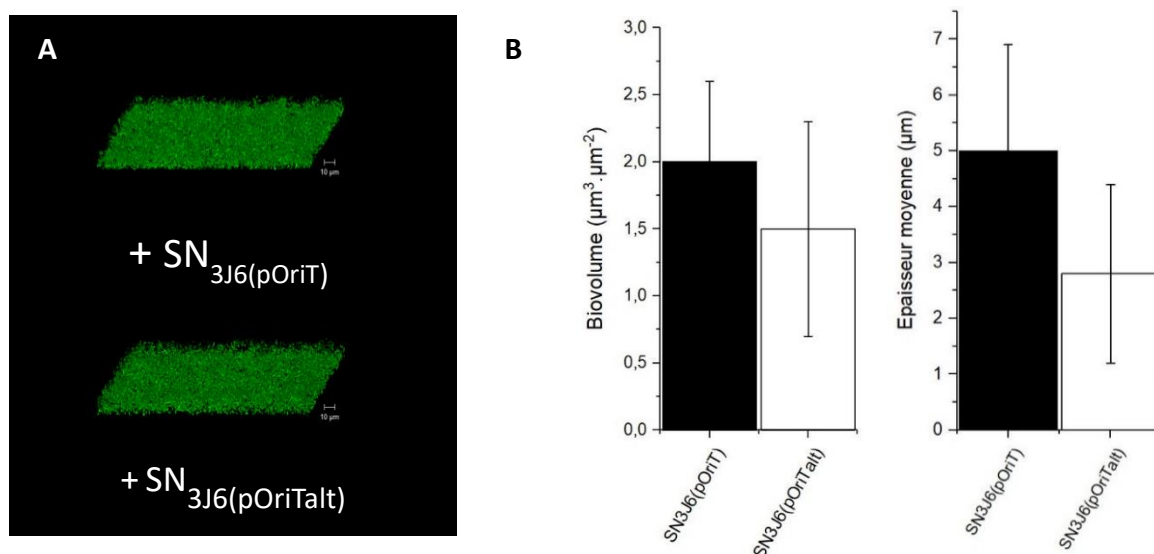 A
10 µm
+ SN3J6(pOriT)
10 µm
+ SN3J6(pOriTalt)
B
Biovolume (µm³.µm⁻²)
3,0
2,5
2,0
1,5
1,0
0,5
0,0
SN3J6(pOriT)
SN3J6(pOriTalt)
Epaisseur moyenne (µm)
7
6
5
4
3
2
1
0
SN3J6(pOriT)
SN3J6(pOriTalt)